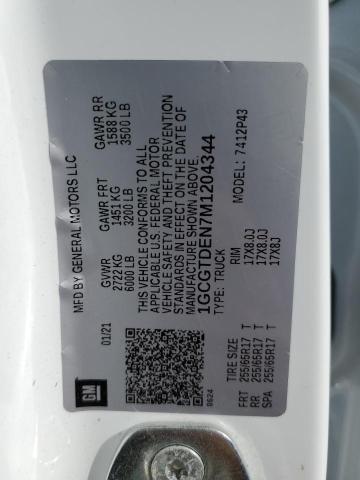 MFD BY GENERAL MOTORS LLC
01/21
GVWR
2722 KG
6000 LB
GAWR FRT
1451 KG
3200 LB
GAWR RR
1588 KG
3500 LB
THIS VEHICLE CONFORMS TO ALL
APPLICABLE U.S. FEDERAL MOTOR
VEHICLE SAFETY AND THEFT PREVENTION
STANDARDS IN EFFECT ON THE DATE OF
MANUFACTURE SHOWN ABOVE.
1GCGTDEN7M1204344
TYPE: TRUCK
MODEL: 7412P43
8624
GM
TIRE SIZE
RIM
FRT 255/65R17 T 17X8.0J
RR 255/65R17 T 17X8.0J
SPA 255/65R17 T 17X8J